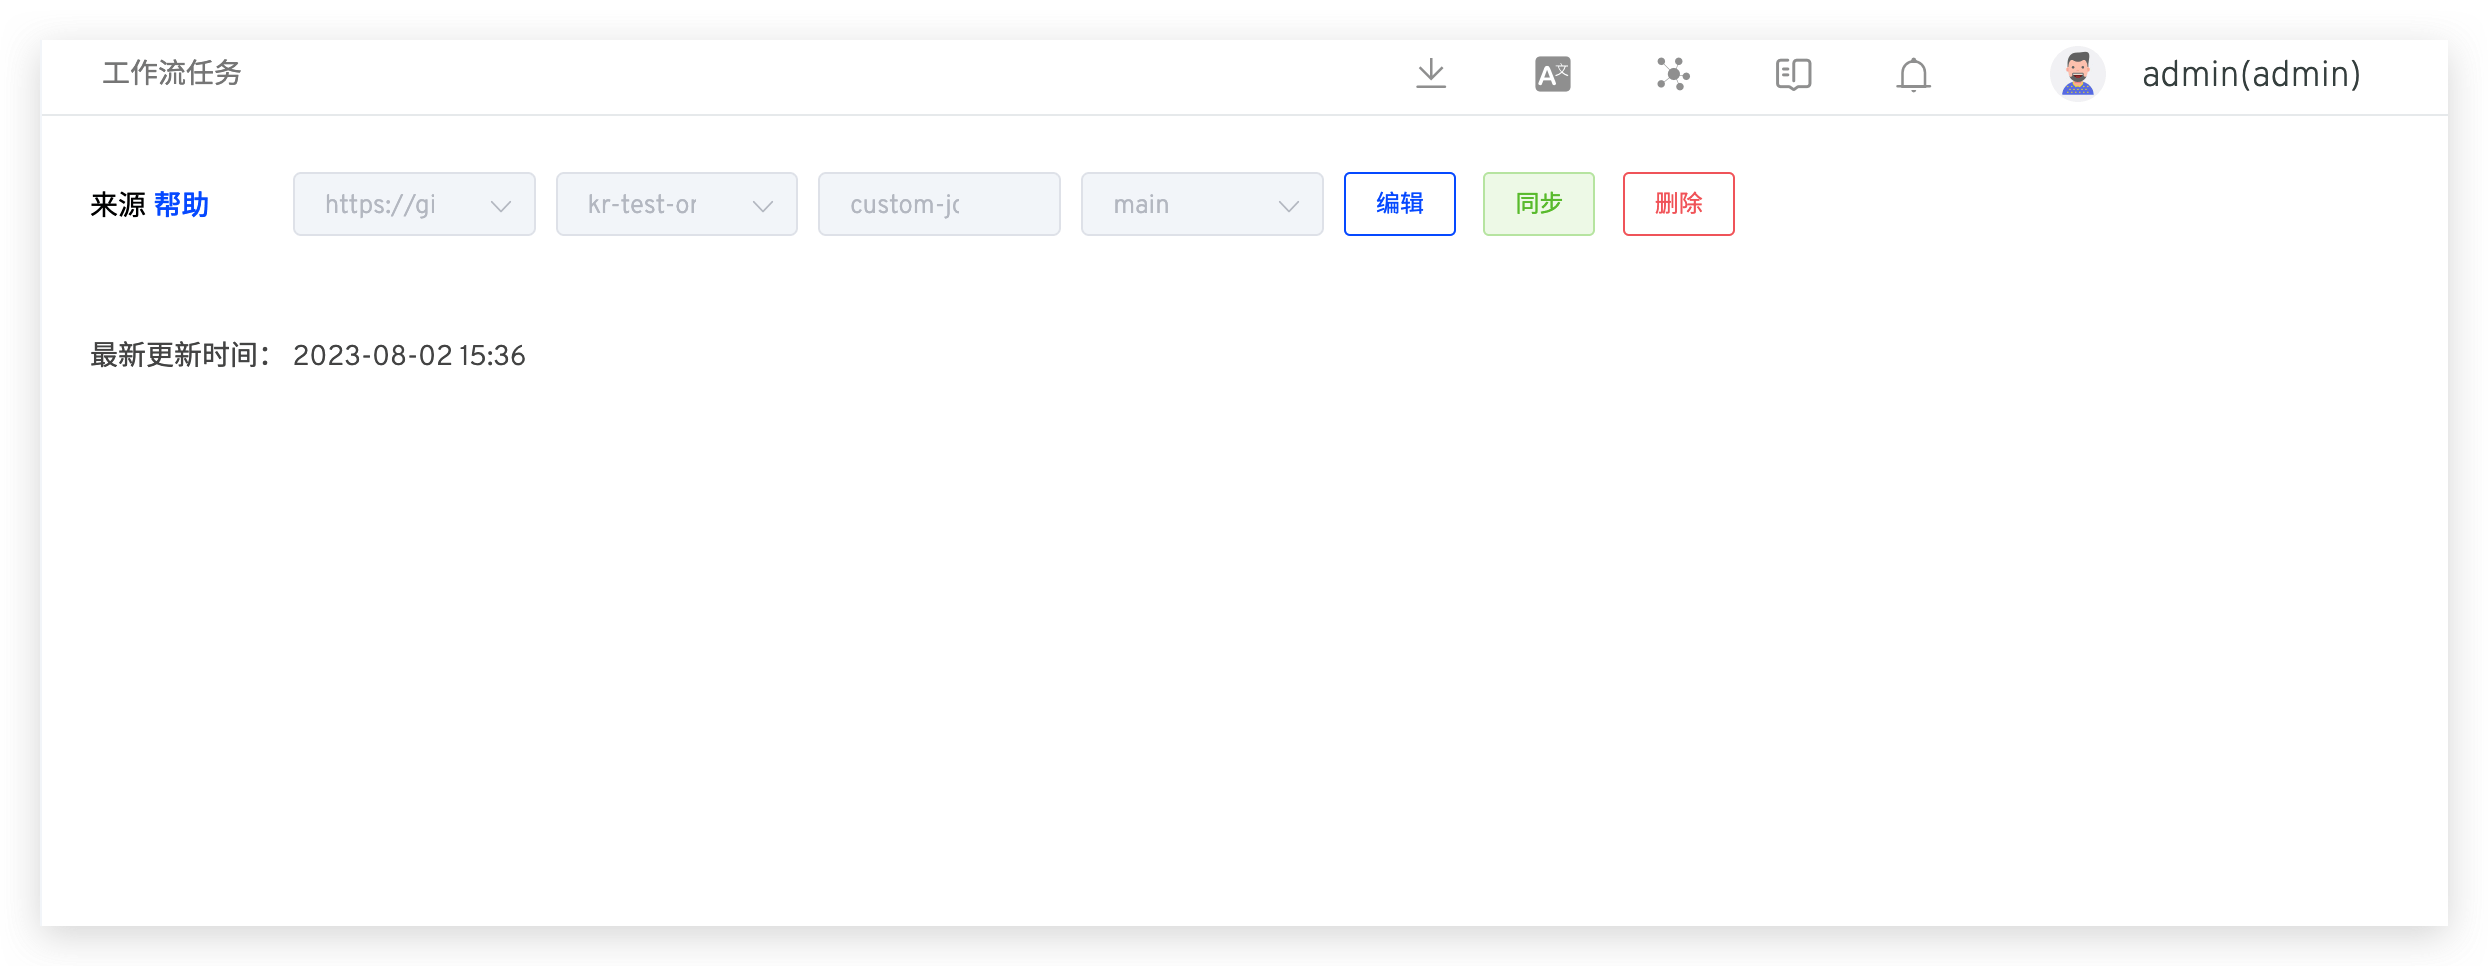 工作流任务 admin(admin)
来源 帮助 https://gi kr-test-or custom-jo main 编辑 同步 删除
最新更新时间： 2023-08-02 15:36